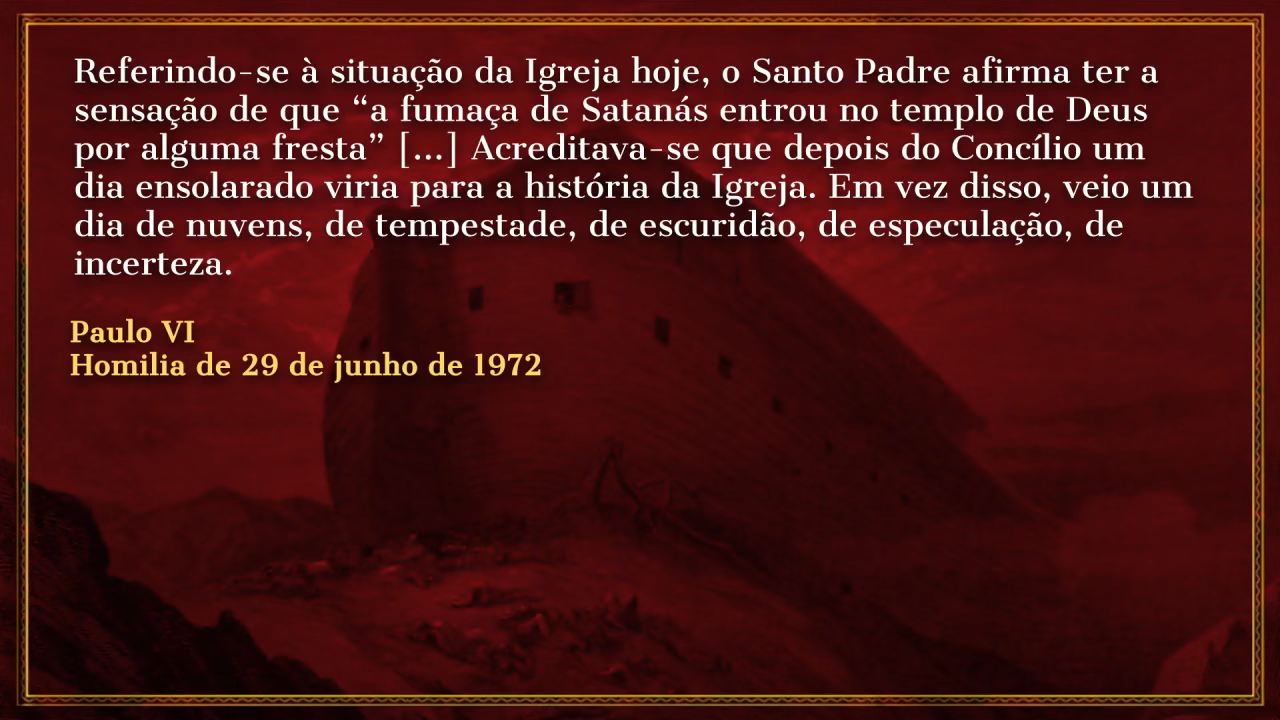 Referindo-se à situação da Igreja hoje, o Santo Padre afirma ter a
sensação de que “a fumaça de Satanás entrou no templo de Deus
por alguma fresta” [...] Acreditava-se que depois do Concílio um
dia ensolarado viria para a história da Igreja. Em vez disso, veio um
dia de nuvens, de tempestade, de escuridão, de especulação, de
incerteza.
Paulo VI
Homilia de 29 de junho de 1972